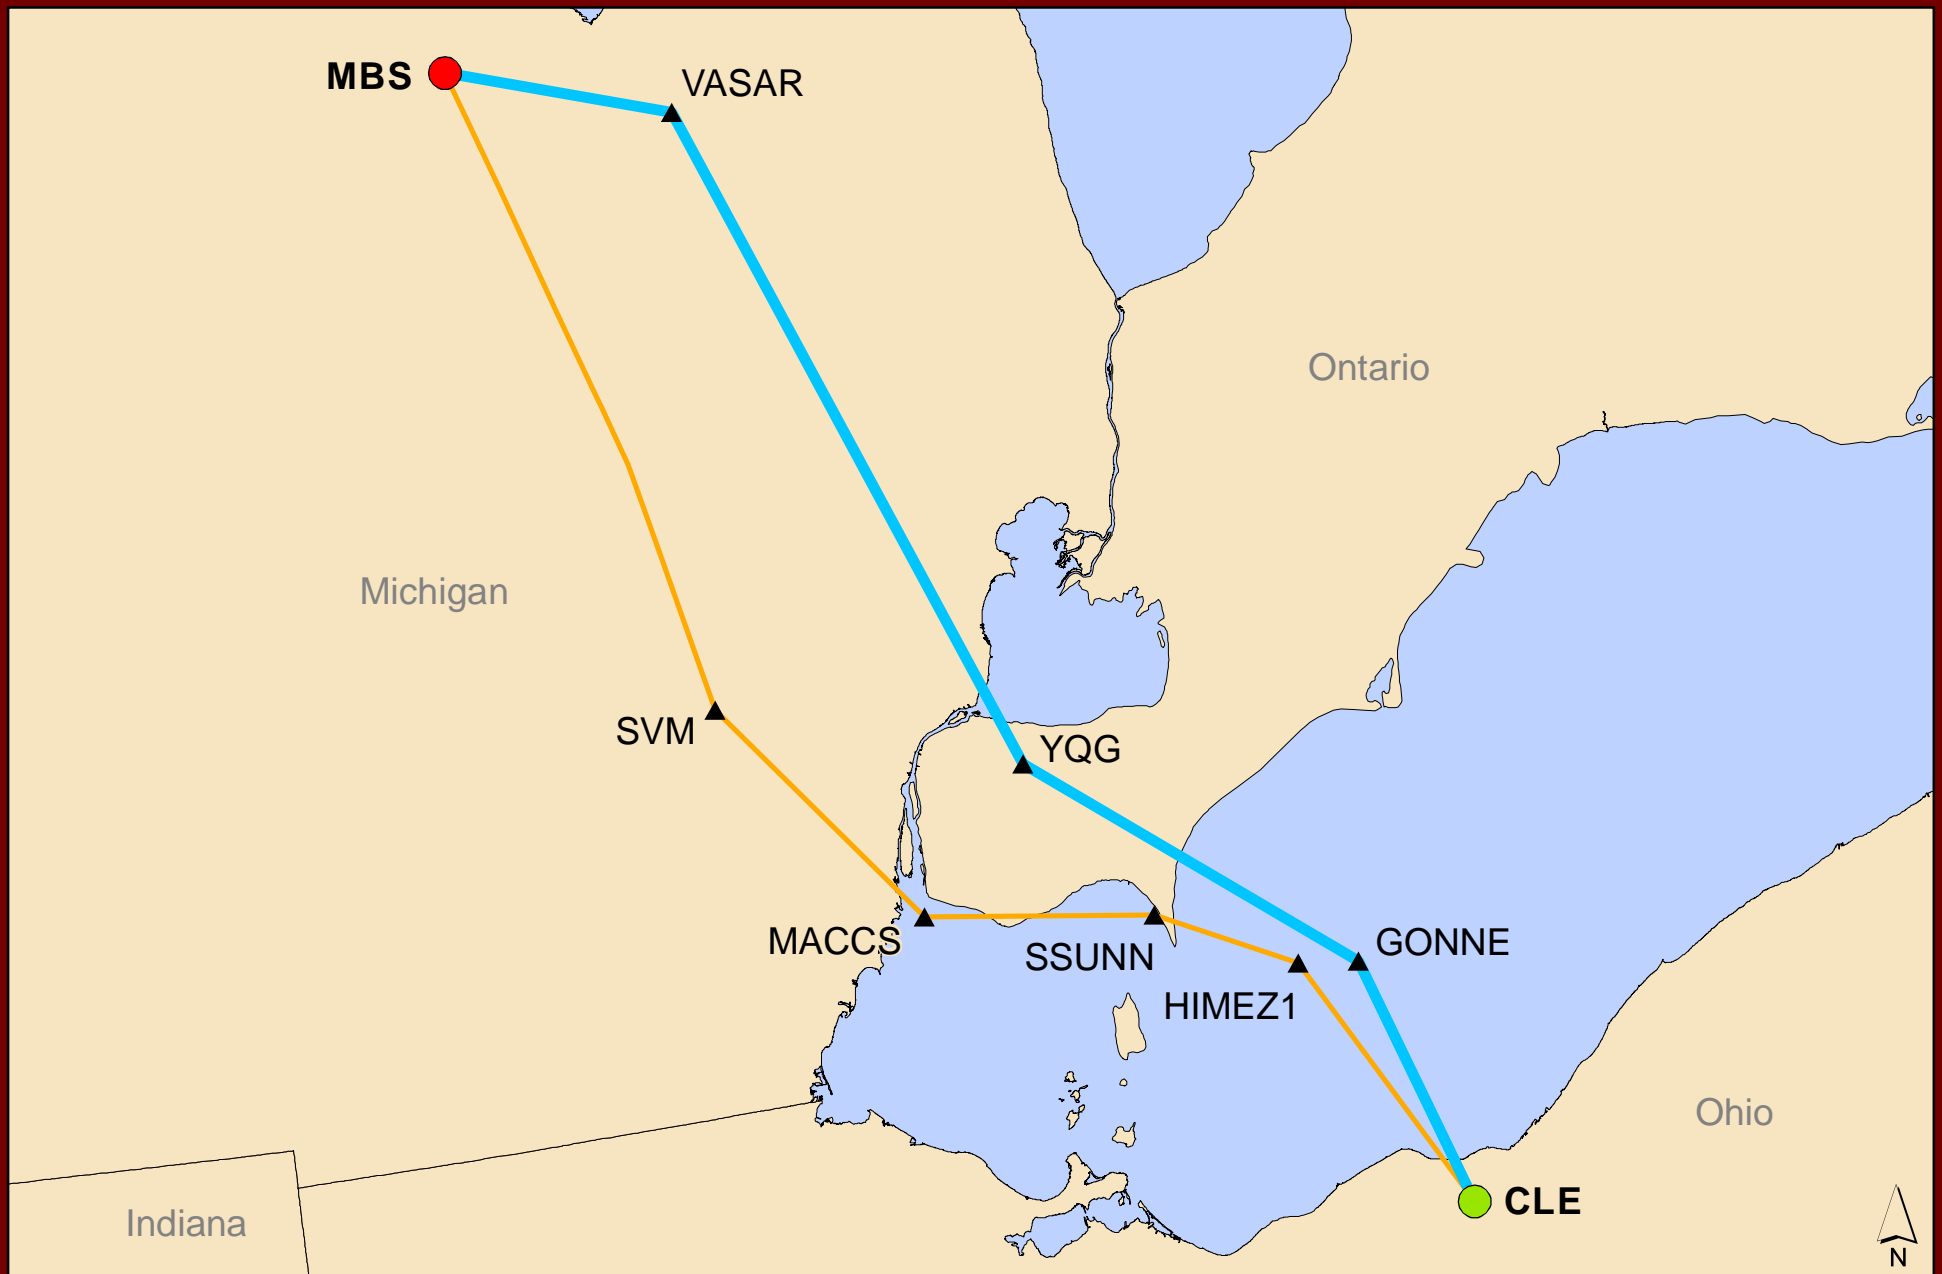 MBS
VASAR
Ontario
Michigan
SVM
YQG
MACCS
SSUNN
GONNE
HIMEZ1
Ohio
CLE
Indiana
N